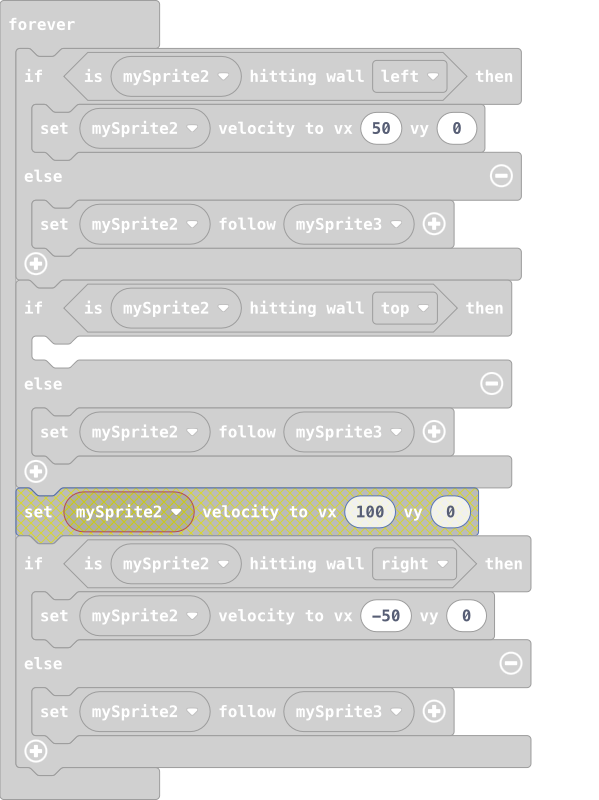 forever
if is mySprite2 hitting wall left then
set mySprite2 velocity to vx 50 vy 0
else
set mySprite2 follow mySprite3
if is mySprite2 hitting wall top then
else
set mySprite2 follow mySprite3
set mySprite2 velocity to vx 100 vy 0
if is mySprite2 hitting wall right then
set mySprite2 velocity to vx -50 vy 0
else
set mySprite2 follow mySprite3